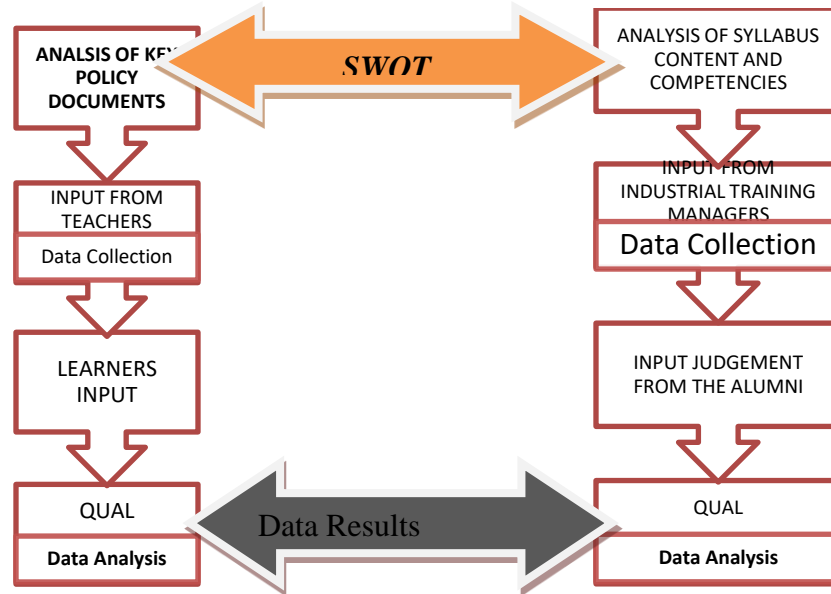 ANALSIS OF KEY
POLICY
DOCUMENTS
SWOT
ANALYSIS OF SYLLABUS
CONTENT AND
COMPETENCIES
INPUT FROM
TEACHERS
Data Collection
INPUT FROM
INDUSTRIAL TRAINING
MANAGERS
Data Collection
LEARNERS
INPUT
INPUT JUDGEMENT
FROM THE ALUMNI
QUAL
Data Analysis
Data Results
QUAL
Data Analysis